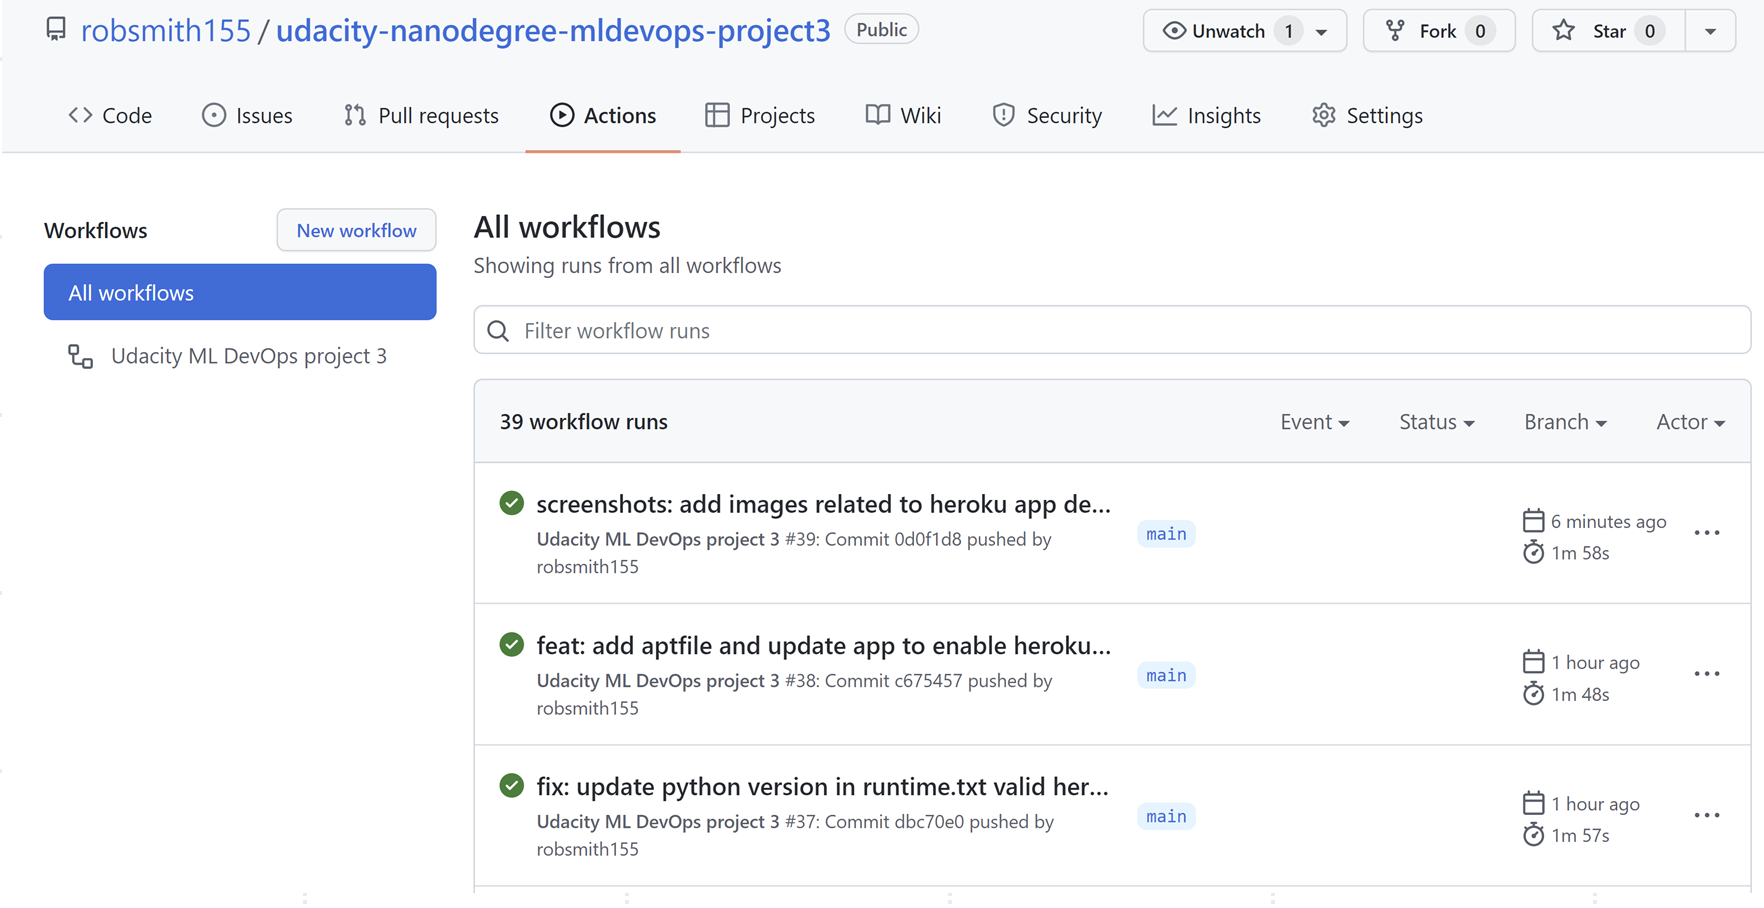 robsmith155 / udacity-nanodegree-mldevops-project3 Public Unwatch 1 Fork 0 Star 0
Code Issues Pull requests Actions Projects Wiki Security Insights Settings
Workflows New workflow
All workflows
Udacity ML DevOps project 3
All workflows
Showing runs from all workflows
Filter workflow runs
39 workflow runs Event Status Branch Actor
screenshots: add images related to heroku app de...
Udacity ML DevOps project 3 #39: Commit 0d0f1d8 pushed by
robsmith155
main
6 minutes ago
1m 58s
feat: add aptfile and update app to enable heroku...
Udacity ML DevOps project 3 #38: Commit c675457 pushed by
robsmith155
main
1 hour ago
1m 48s
fix: update python version in runtime.txt valid her...
Udacity ML DevOps project 3 #37: Commit dbc70e0 pushed by
robsmith155
main
1 hour ago
1m 57s